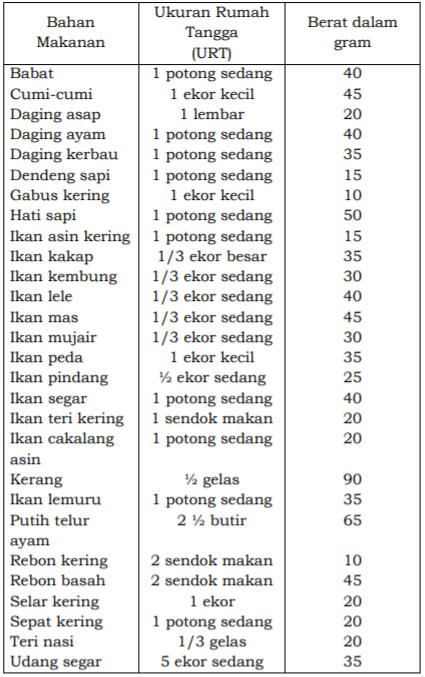 Bahan Makanan | Ukuran Rumah Tangga (URT) | Berat dalam gram
Babat | 1 potong sedang | 40
Cumi-cumi | 1 ekor kecil | 45
Daging asap | 1 lembar | 20
Daging ayam | 1 potong sedang | 40
Daging kerbau | 1 potong sedang | 35
Dendeng sapi | 1 potong sedang | 15
Gabus kering | 1 ekor kecil | 10
Hati sapi | 1 potong sedang | 50
Ikan asin kering | 1 potong sedang | 15
Ikan kakap | 1/3 ekor besar | 35
Ikan kembung | 1/3 ekor sedang | 30
Ikan lele | 1/3 ekor sedang | 40
Ikan mas | 1/3 ekor sedang | 45
Ikan mujair | 1/3 ekor sedang | 30
Ikan peda | 1 ekor kecil | 35
Ikan pindang | ½ ekor sedang | 25
Ikan segar | 1 potong sedang | 40
Ikan teri kering | 1 sendok makan | 20
Ikan cakalang asin | 1 potong sedang | 20
Kerang | ½ gelas | 90
Ikan lemuru | 1 potong sedang | 35
Putih telur ayam | 2 ½ butir | 65
Rebon kering | 2 sendok makan | 10
Rebon basah | 2 sendok makan | 45
Selar kering | 1 ekor | 20
Sepat kering | 1 potong sedang | 20
Teri nasi | 1/3 gelas | 20
Udang segar | 5 ekor sedang | 35